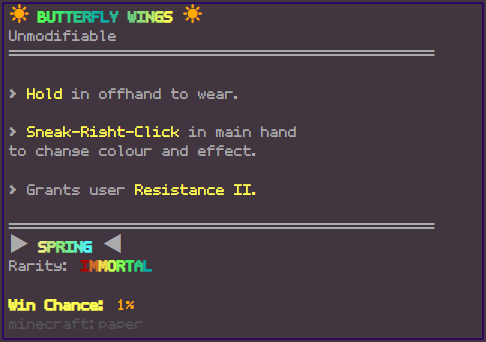 ☀ BUTTERFLY WINGS ☀
Unmodifiable
> Hold in offhand to wear.
> Sneak-Right-Click in main hand
to change colour and effect.
> Grants user Resistance II.
▶ SPRING ◀
Rarity: IMMORTAL
Win Chance: 1%
minecraft:paper